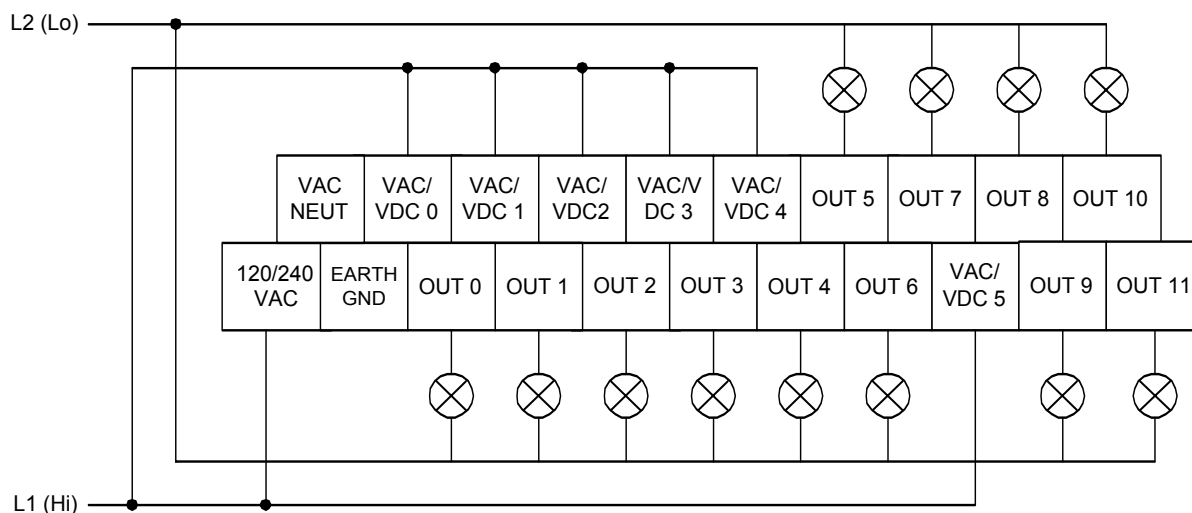 L2 (Lo)
VAC
NEUT
VAC/
VDC 0
VAC/
VDC 1
VAC/
VDC2
VAC/V
DC 3
VAC/
VDC 4
OUT 5
OUT 7
OUT 8
OUT 10
120/240
VAC
EARTH
GND
OUT 0
OUT 1
OUT 2
OUT 3
OUT 4
OUT 6
VAC/
VDC 5
OUT 9
OUT 11
L1 (Hi)